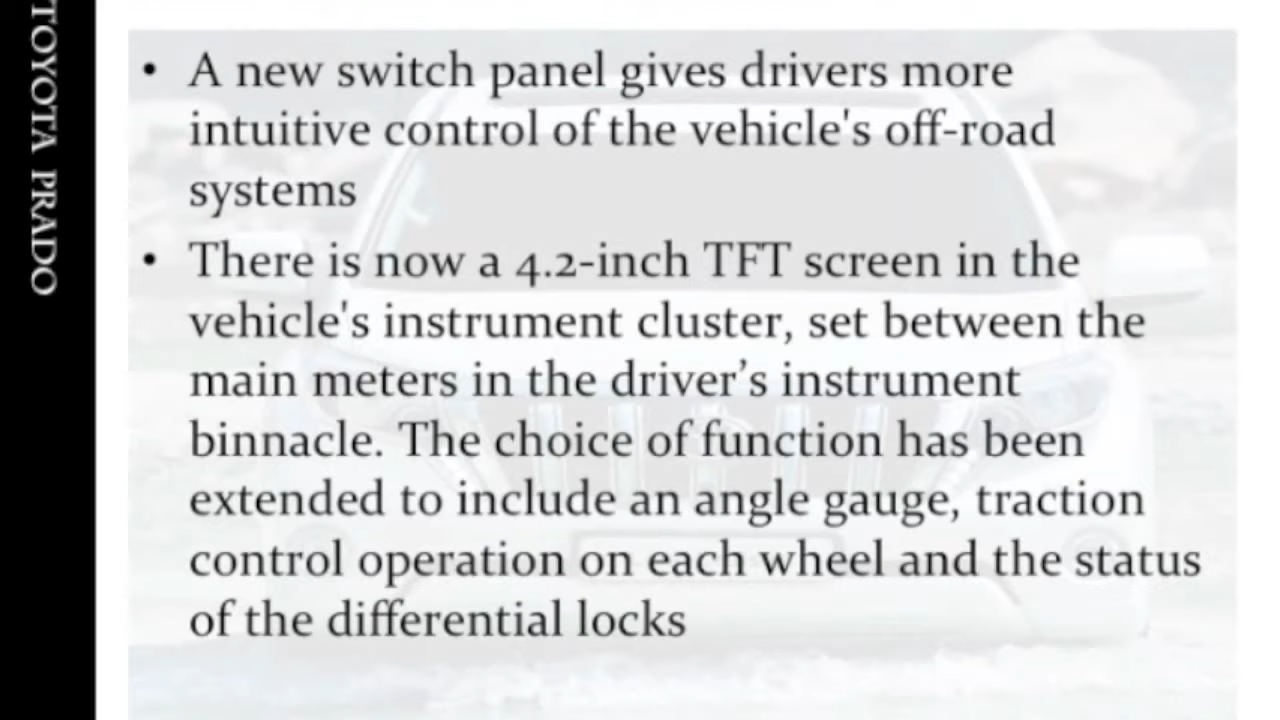 TOYOTA PRADO
• A new switch panel gives drivers more
intuitive control of the vehicle's off-road
systems
• There is now a 4.2-inch TFT screen in the
vehicle's instrument cluster, set between the
main meters in the driver’s instrument
binnacle. The choice of function has been
extended to include an angle gauge, traction
control operation on each wheel and the status
of the differential locks